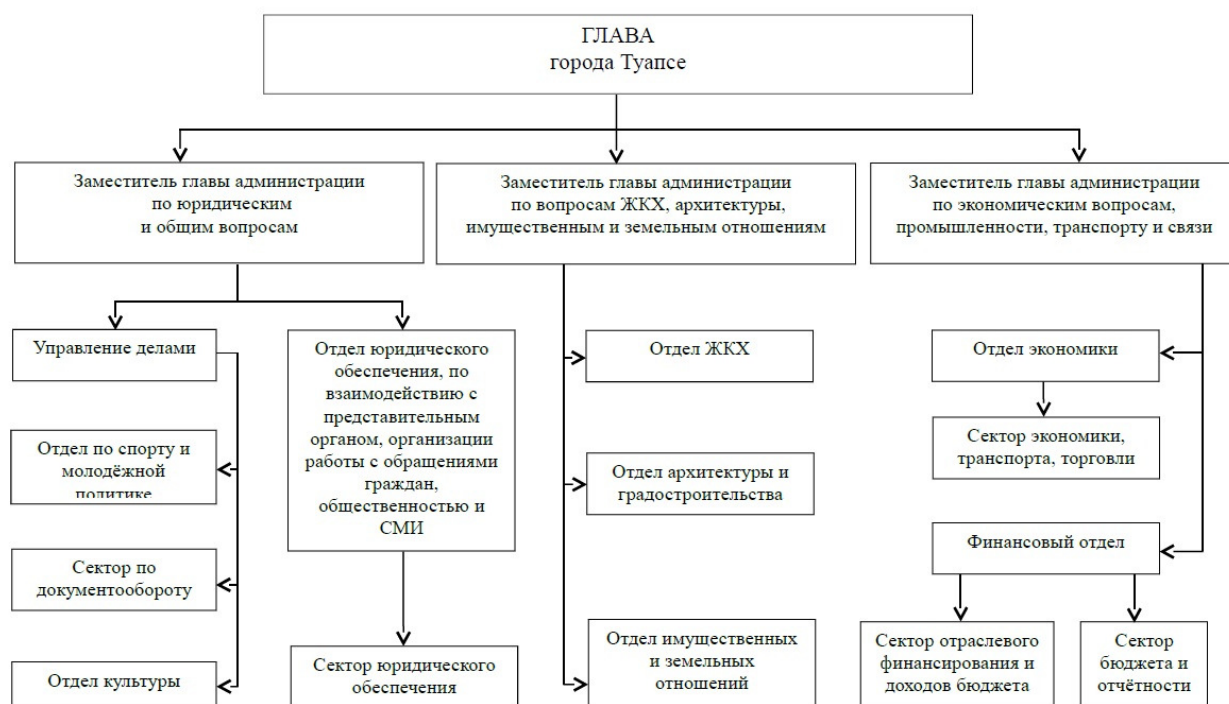 ГЛАВА
города Туапсе
Заместитель главы администрации
по юридическим
и общим вопросам
Заместитель главы администрации
по вопросам ЖКХ, архитектуры,
имущественным и земельным отношениям
Заместитель главы администрации
по экономическим вопросам,
промышленности, транспорту и связи
Управление делами
Отдел по спорту и
молодёжной
политике
Сектор по
документообороту
Отдел культуры
Отдел юридического
обеспечения, по
взаимодействию с
представительным
органом, организации
работы с обращениями
граждан,
общественностью и
СМИ
Сектор юридического
обеспечения
Отдел ЖКХ
Отдел архитектуры и
градостроительства
Отдел имущественных
и земельных
отношений
Отдел экономики
Сектор экономики,
транспорта, торговли
Финансовый отдел
Сектор отраслевого
финансирования и
доходов бюджета
Сектор
бюджета и
отчётности